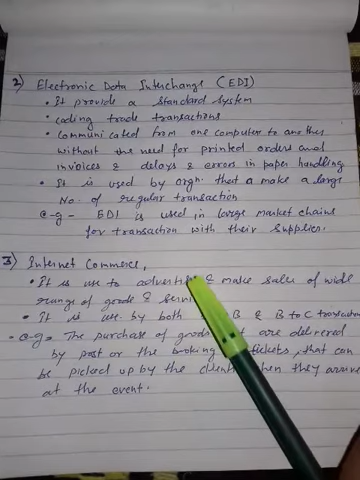 2) Electronic Data Interchange (EDI)
• It provide a standard system
• coding trade transactions
• communicated from one computer to another
without the need for printed orders and
invoices & delays & errors in paper handling
• It is used by orgn. that a make a large
No. of regular transaction
e-g- EDI is used in large market chains
for transaction with their supplier.
3) Internet Commerce,
• It is use to advertise & make sales of wide
range of goods &
• It is use by both B & B to C transaction
• e.g= The purchase of goods are delivered
by post or the booking tickets, that can
be picked up by the clients when they arrive
at the event.